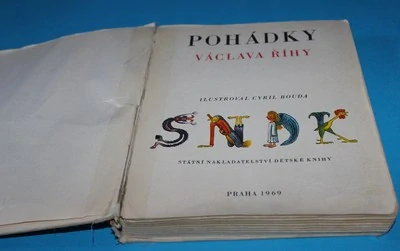 POHÁDKY
VÁCLAVA ŘÍHY
ILUSTROVAL CYRIL BOUDA
SNDK
STÁTNÍ NAKLADATELSTVÍ DĚTSKÉ KNIHY
PRAHA 1969